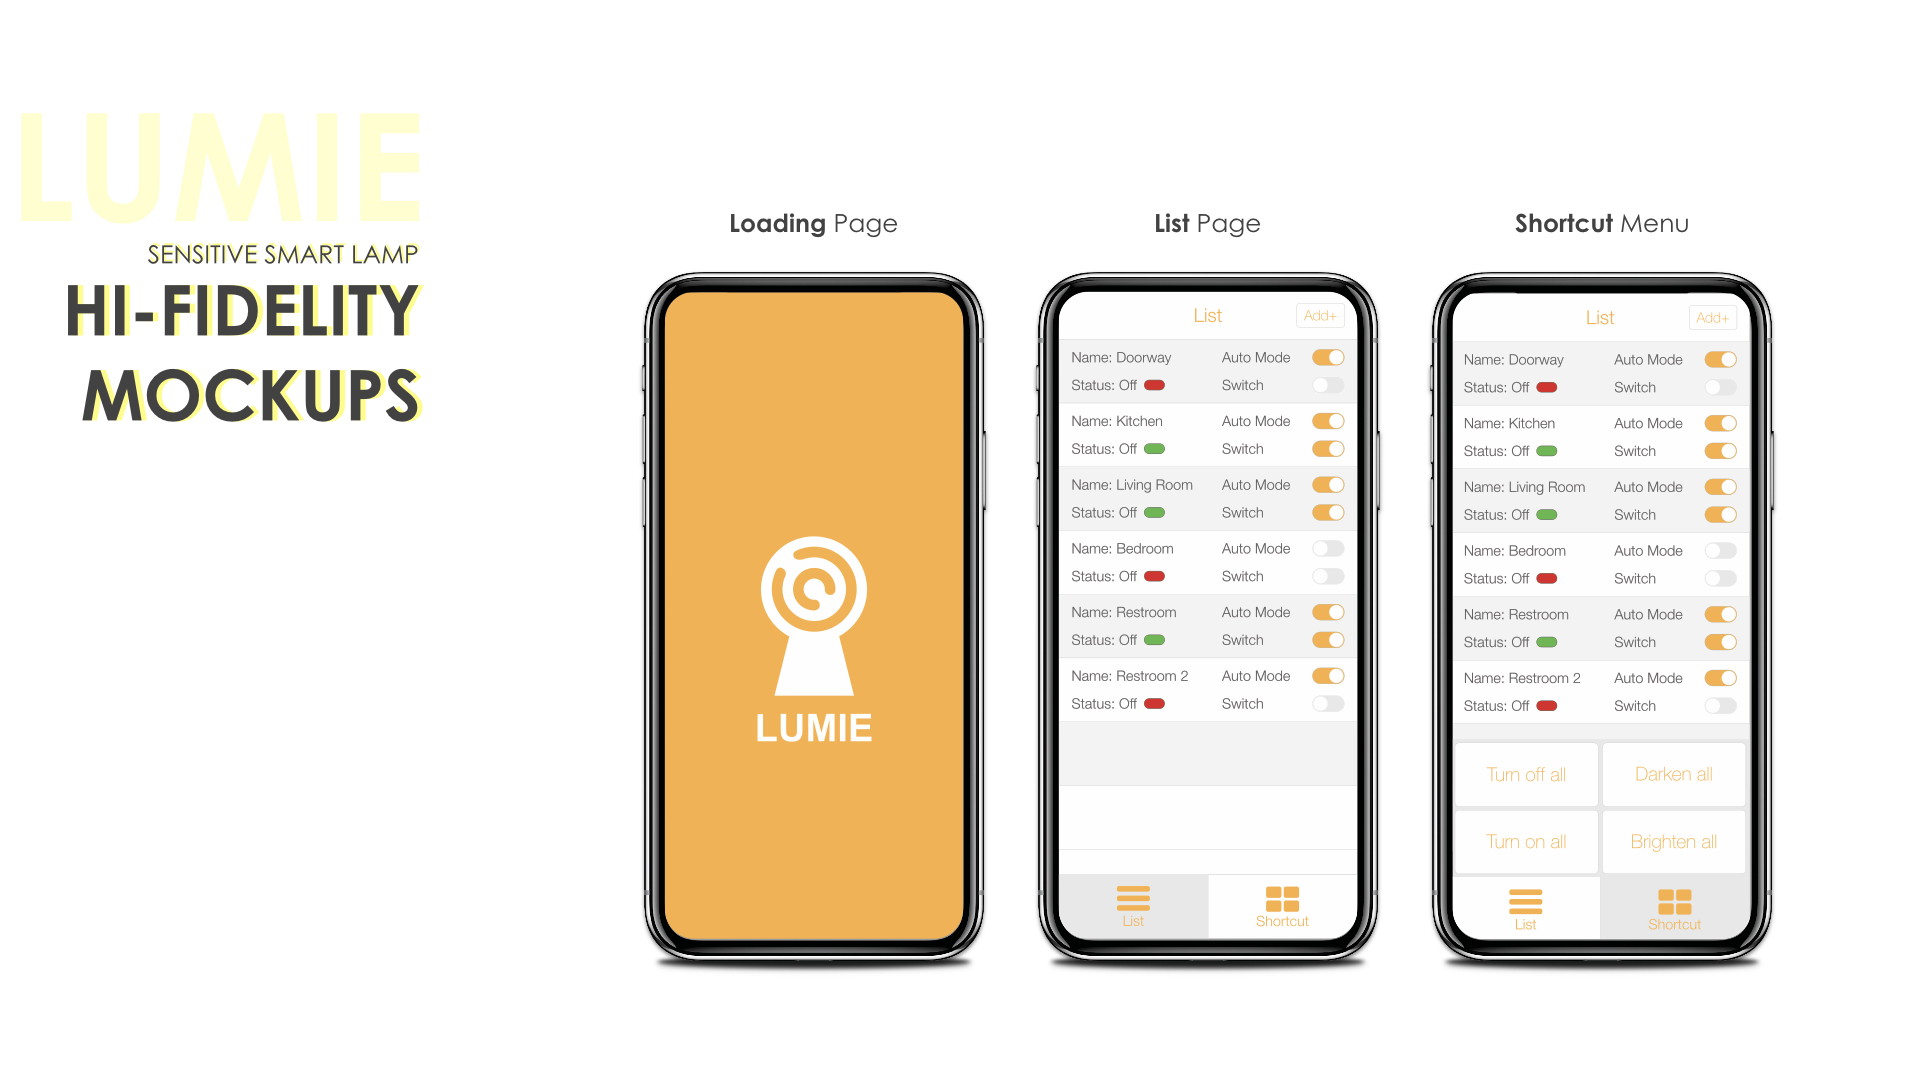 LUMIE
SENSITIVE SMART LAMP
HI-FIDELITY
MOCKUPS
Loading Page
LUMIE
List Page
List Add+
Name: Doorway Auto Mode
Status: Off Switch
Name: Kitchen Auto Mode
Status: Off Switch
Name: Living Room Auto Mode
Status: Off Switch
Name: Bedroom Auto Mode
Status: Off Switch
Name: Restroom Auto Mode
Status: Off Switch
Name: Restroom 2 Auto Mode
Status: Off Switch
List Shortcut
Shortcut Menu
List Add+
Name: Doorway Auto Mode
Status: Off Switch
Name: Kitchen Auto Mode
Status: Off Switch
Name: Living Room Auto Mode
Status: Off Switch
Name: Bedroom Auto Mode
Status: Off Switch
Name: Restroom Auto Mode
Status: Off Switch
Name: Restroom 2 Auto Mode
Status: Off Switch
Turn off all Darken all
Turn on all Brighten all
List Shortcut